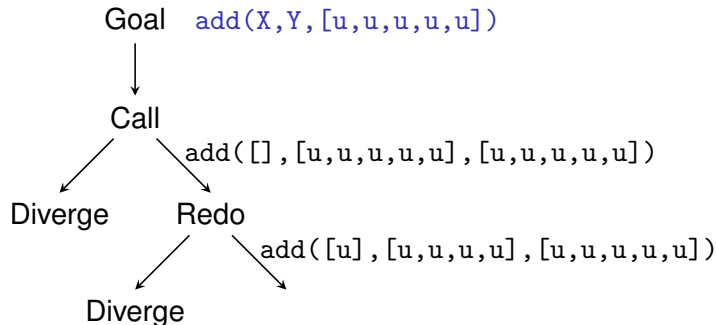 Goal add(X,Y,[u,u,u,u,u])
Call
add([],[u,u,u,u,u],[u,u,u,u,u])
Diverge Redo
add([u],[u,u,u,u],[u,u,u,u,u])
Diverge